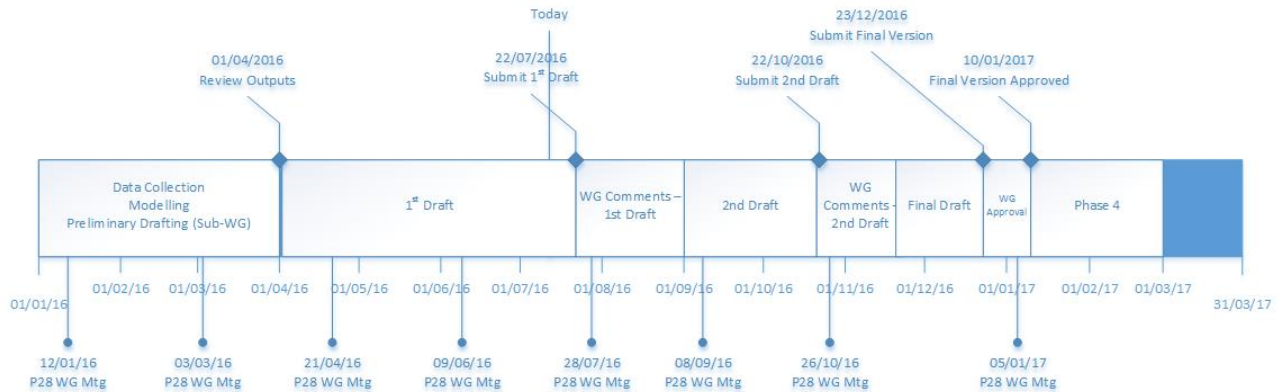 Today
23/12/2016
Submit Final Version
01/04/2016
Review Outputs
22/07/2016
Submit 1st Draft
22/10/2016
Submit 2nd Draft
10/01/2017
Final Version Approved
Data Collection
Modelling
Preliminary Drafting (Sub-WG)
1st Draft
WG Comments –
1st Draft
2nd Draft
WG
Comments -
2nd Draft
Final Draft
WG
Approval
Phase 4
01/01/16
01/02/16
01/03/16
01/04/16
01/05/16
01/06/16
01/07/16
01/08/16
01/09/16
01/10/16
01/11/16
01/12/16
01/01/17
01/02/17
01/03/17
31/03/17
12/01/16
P28 WG Mtg
03/03/16
P28 WG Mtg
21/04/16
P28 WG Mtg
09/06/16
P28 WG Mtg
28/07/16
P28 WG Mtg
08/09/16
P28 WG Mtg
26/10/16
P28 WG Mtg
05/01/17
P28 WG Mtg